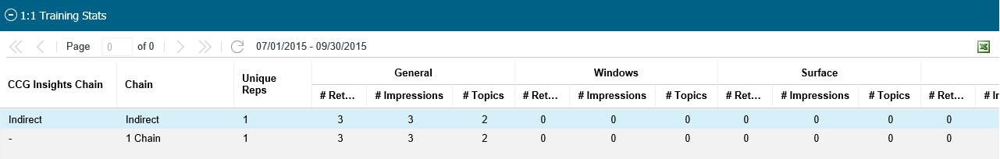 1:1 Training Stats
Page 0 of 0 07/01/2015 - 09/30/2015
CCG Insights Chain Chain Unique Reps General Windows Surface
# Ret... # Impressions # Topics # Ret... # Impressions # Topics # Ret... # Impressions # Topics # Ret... # Im
Indirect Indirect 1 3 3 2 0 0 0 0 0 0 0
- 1 Chain 1 3 3 2 0 0 0 0 0 0 0